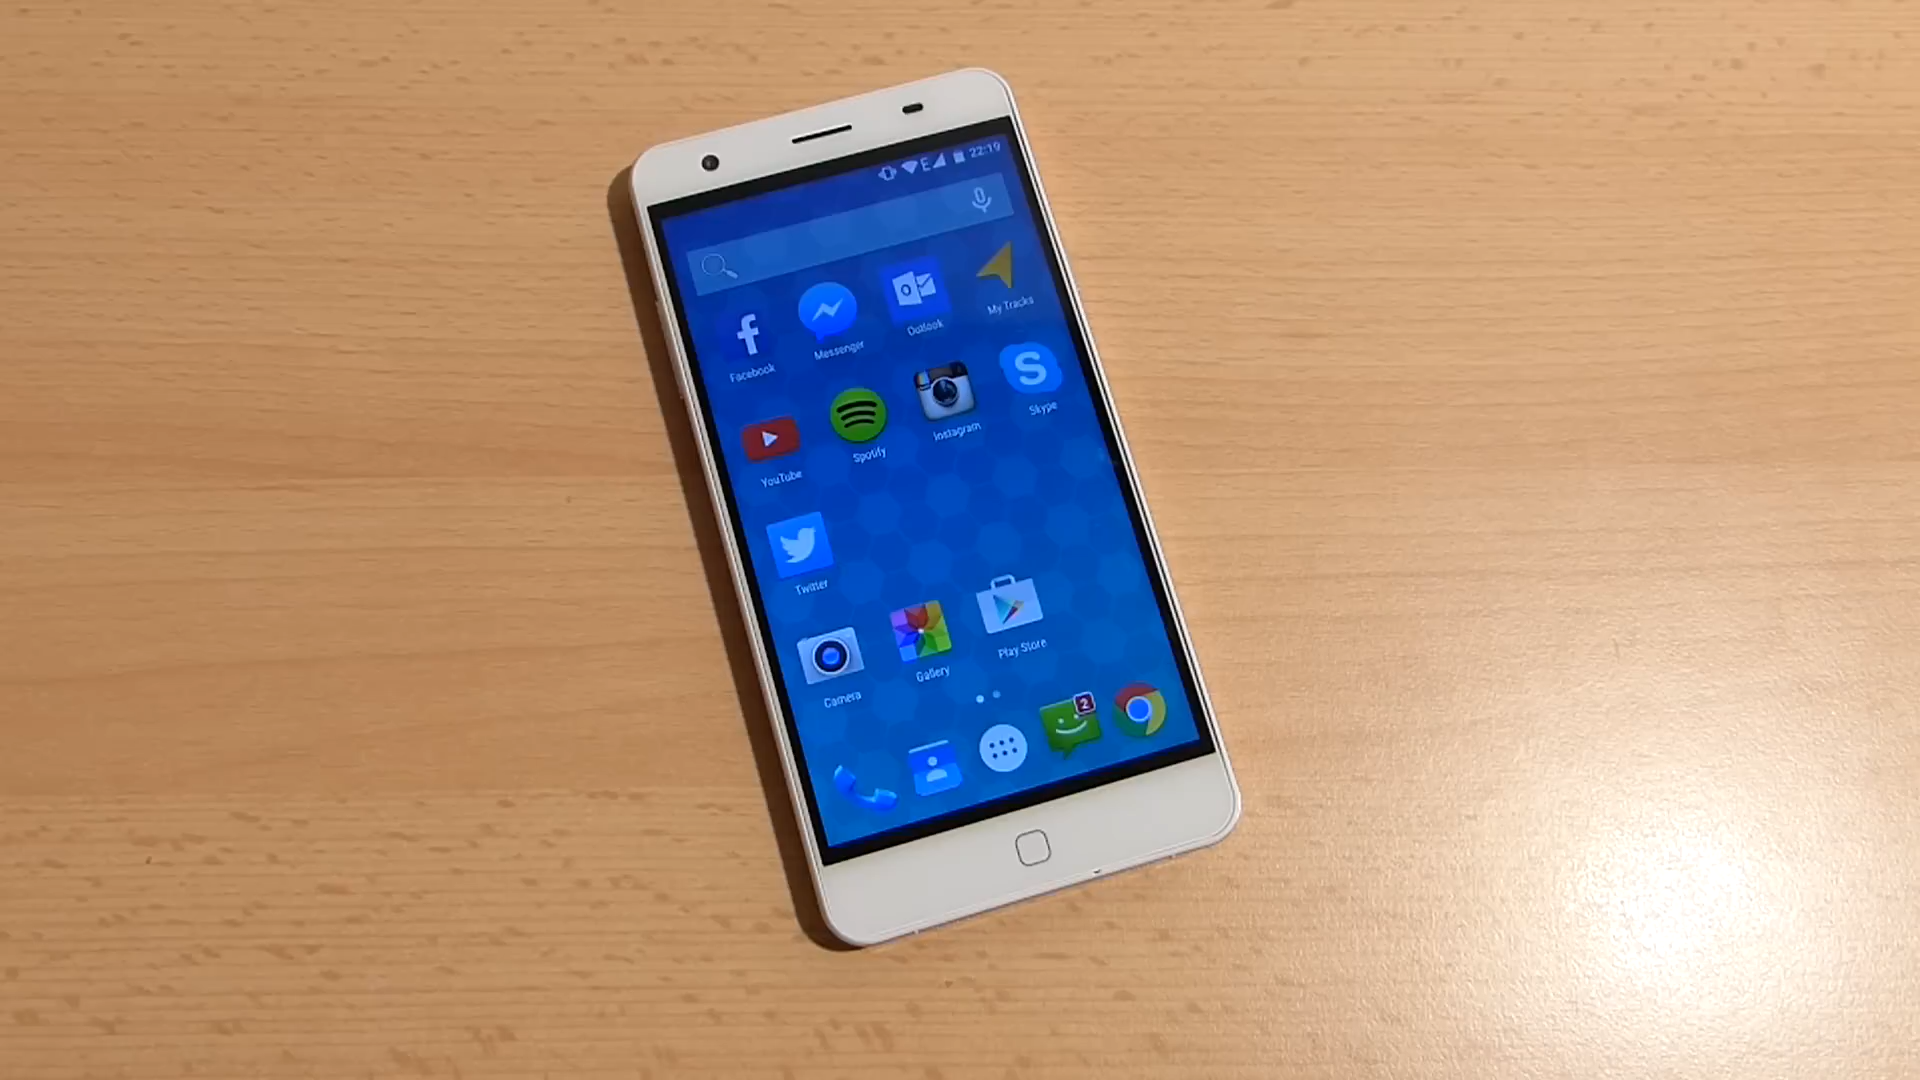 E 22:19
Facebook
Messenger
Outlook
My Tracks
YouTube
Spotify
Instagram
Skype
Twitter
Camera
Gallery
Play Store
2